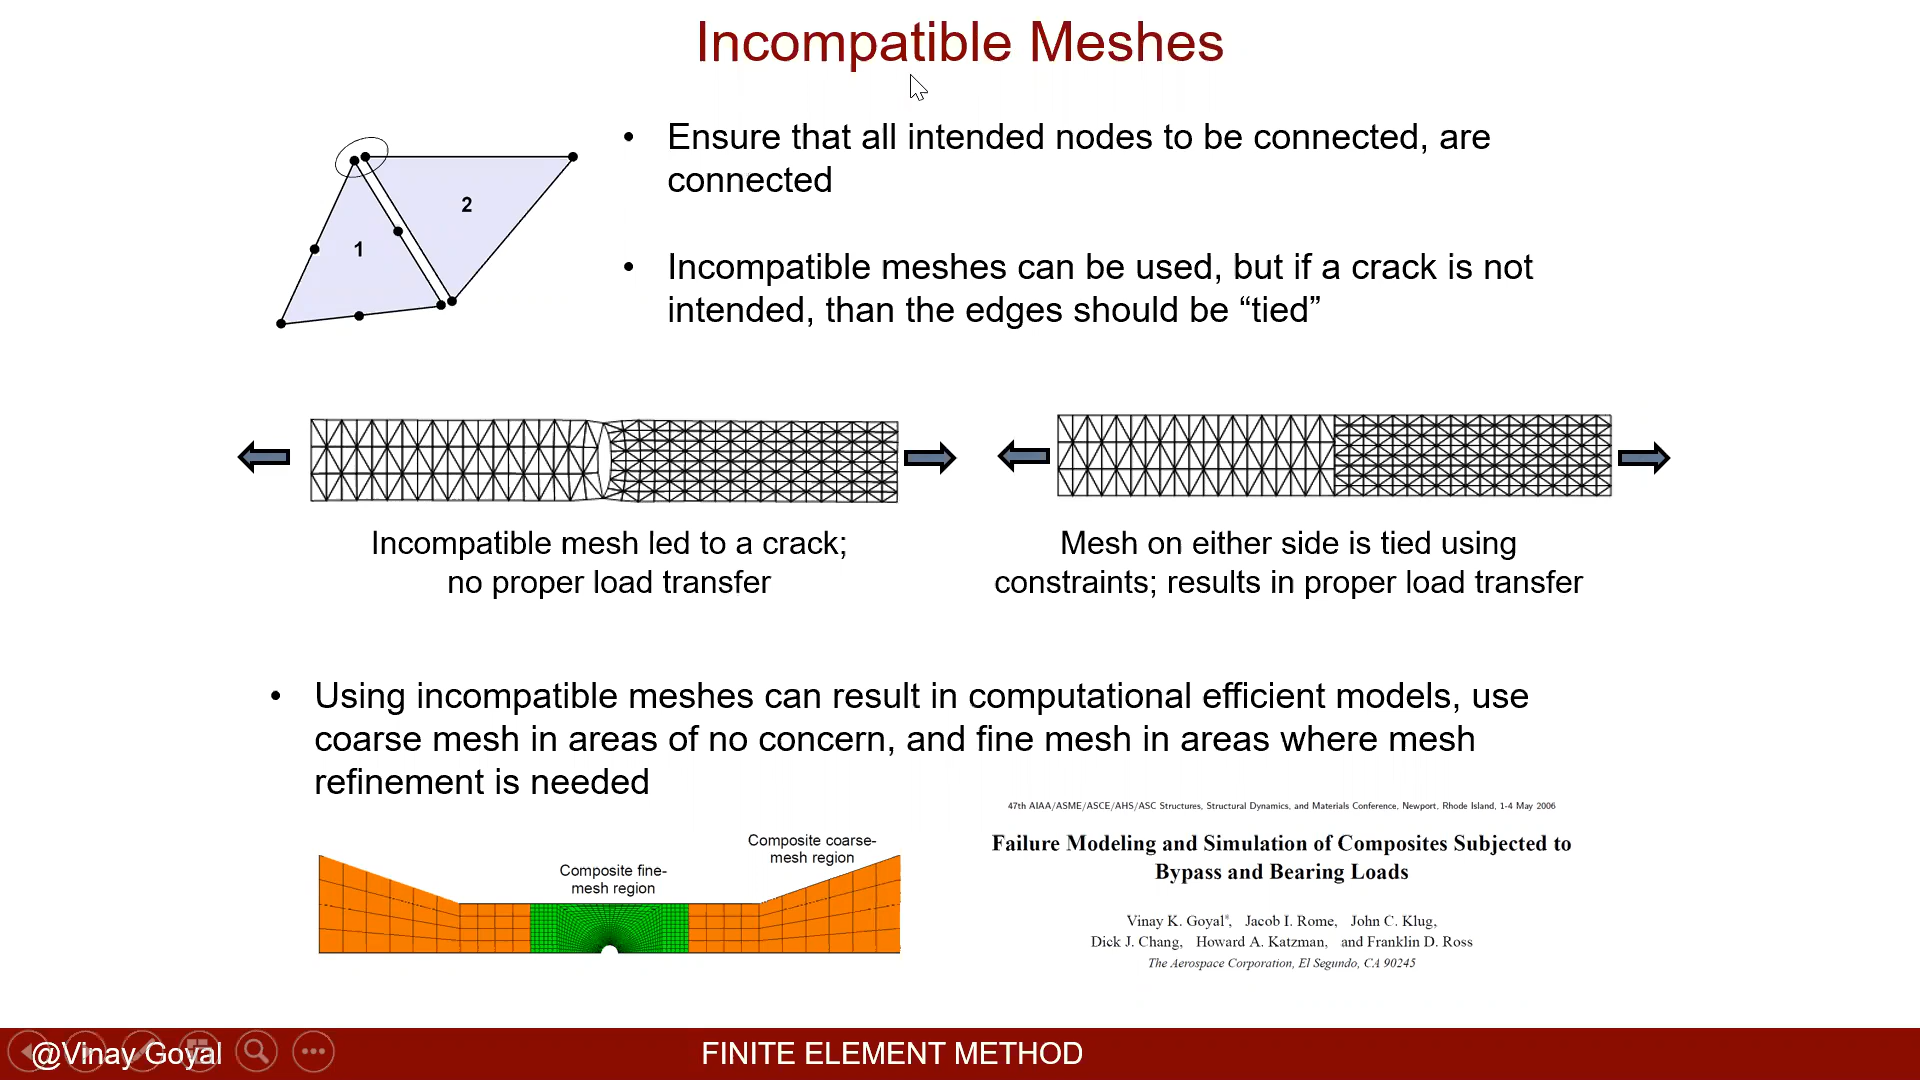 Incompatible Meshes
• Ensure that all intended nodes to be connected, are
connected
• Incompatible meshes can be used, but if a crack is not
intended, than the edges should be “tied”
1
2
Incompatible mesh led to a crack;
no proper load transfer
Mesh on either side is tied using
constraints; results in proper load transfer
• Using incompatible meshes can result in computational efficient models, use
coarse mesh in areas of no concern, and fine mesh in areas where mesh
refinement is needed
Composite fine-
mesh region
Composite coarse-
mesh region
47th AIAA/ASME/ASCE/AHS/ASC Structures, Structural Dynamics, and Materials Conference, Newport, Rhode Island, 1-4 May 2006
Failure Modeling and Simulation of Composites Subjected to
Bypass and Bearing Loads
Vinay K. Goyal*, Jacob I. Rome, John C. Klug,
Dick J. Chang, Howard A. Katzman, and Franklin D. Ross
The Aerospace Corporation, El Segundo, CA 90245
@Vinay Goyal
FINITE ELEMENT METHOD